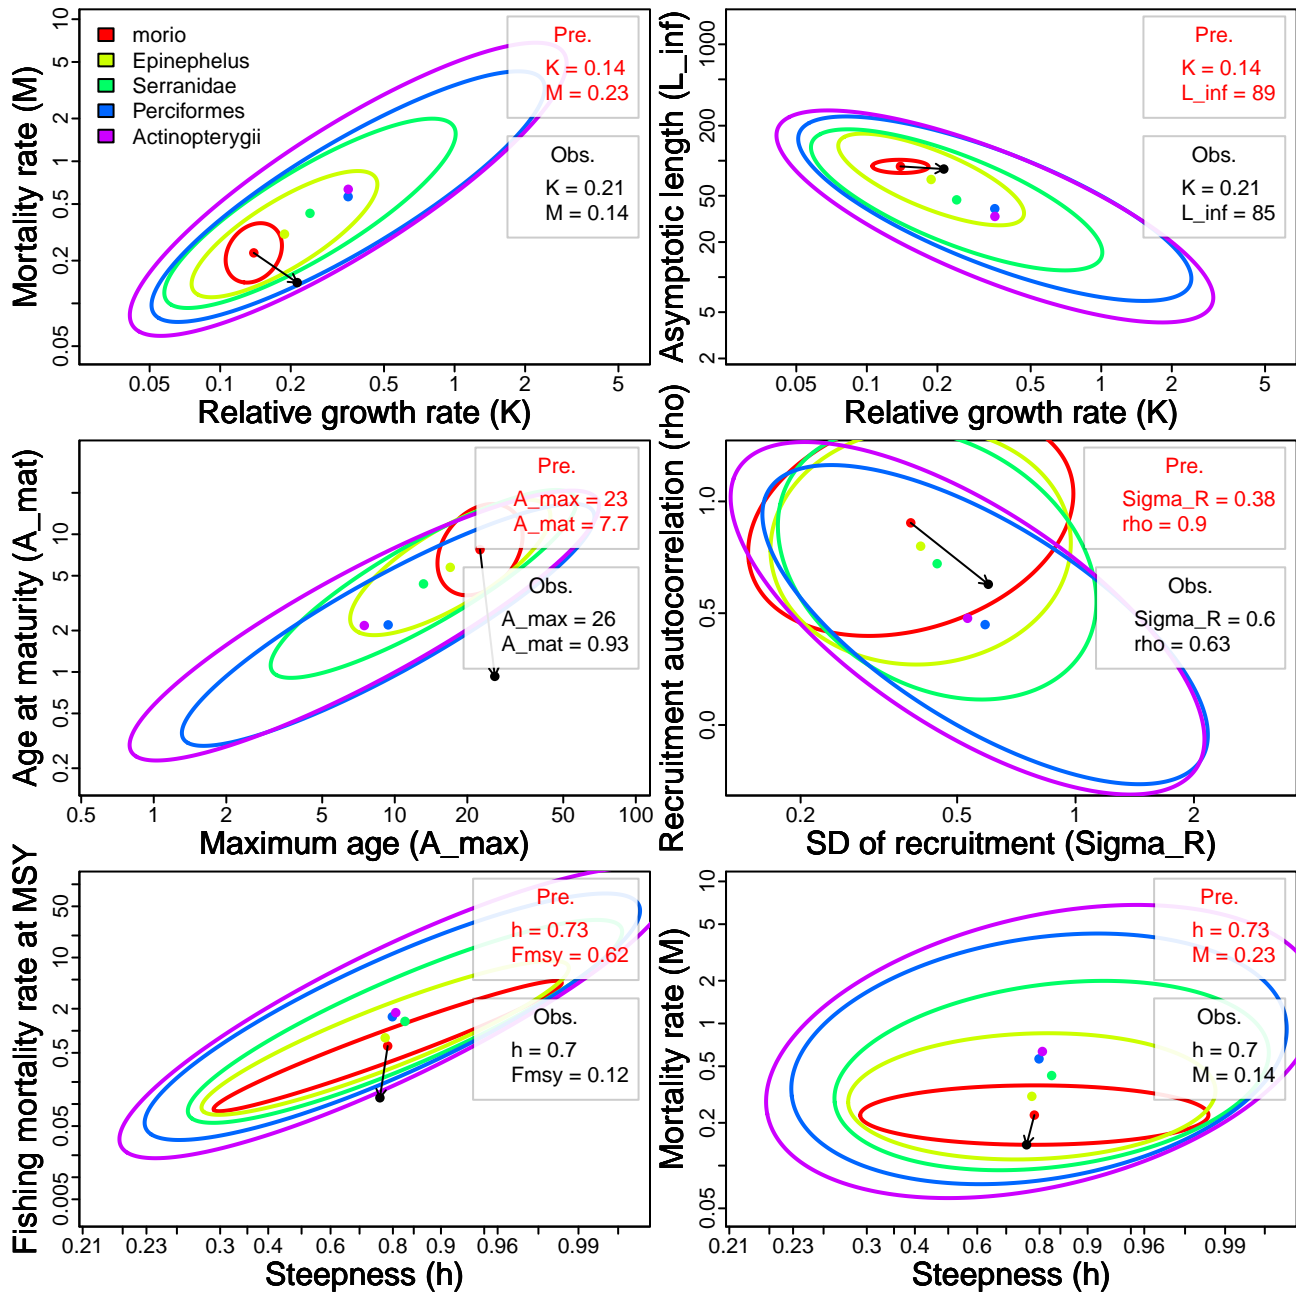 morio
Epinephelus
Serranidae
Perciformes
Actinopterygii
Pre.
K = 0.14
M = 0.23
Obs.
K = 0.21
M = 0.14
Mortality rate (M)
10
5
2
1
0.5
0.2
0.05
0.05
0.1
0.2
0.5
1
2
5
Relative growth rate (K)
Pre.
K = 0.14
L_inf = 89
Obs.
K = 0.21
L_inf = 85
Asymptotic length (L_inf)
1000
200
50
20
5
2
0.05
0.1
0.2
0.5
1
2
5
Relative growth rate (K)
Pre.
A_max = 23
A_mat = 7.7
Obs.
A_max = 26
A_mat = 0.93
Age at maturity (A_mat)
10
5
2
1
0.5
0.2
0.5
1
2
5
10
20
50
100
Maximum age (A_max)
Pre.
Sigma_R = 0.38
rho = 0.9
Obs.
Sigma_R = 0.6
rho = 0.63
Recruitment autocorrelation (rho)
1.0
0.5
0.0
0.2
0.5
1
2
SD of recruitment (Sigma_R)
Pre.
h = 0.73
Fmsy = 0.62
Obs.
h = 0.7
Fmsy = 0.12
Fishing mortality rate at MSY
50
10
2
0.5
0.05
0.005
0.21
0.23
0.3
0.4
0.6
0.8
0.9
0.96
0.99
Steepness (h)
Pre.
h = 0.73
M = 0.23
Obs.
h = 0.7
M = 0.14
Mortality rate (M)
10
5
2
1
0.5
0.2
0.05
0.21
0.23
0.3
0.4
0.6
0.8
0.9
0.96
0.99
Steepness (h)